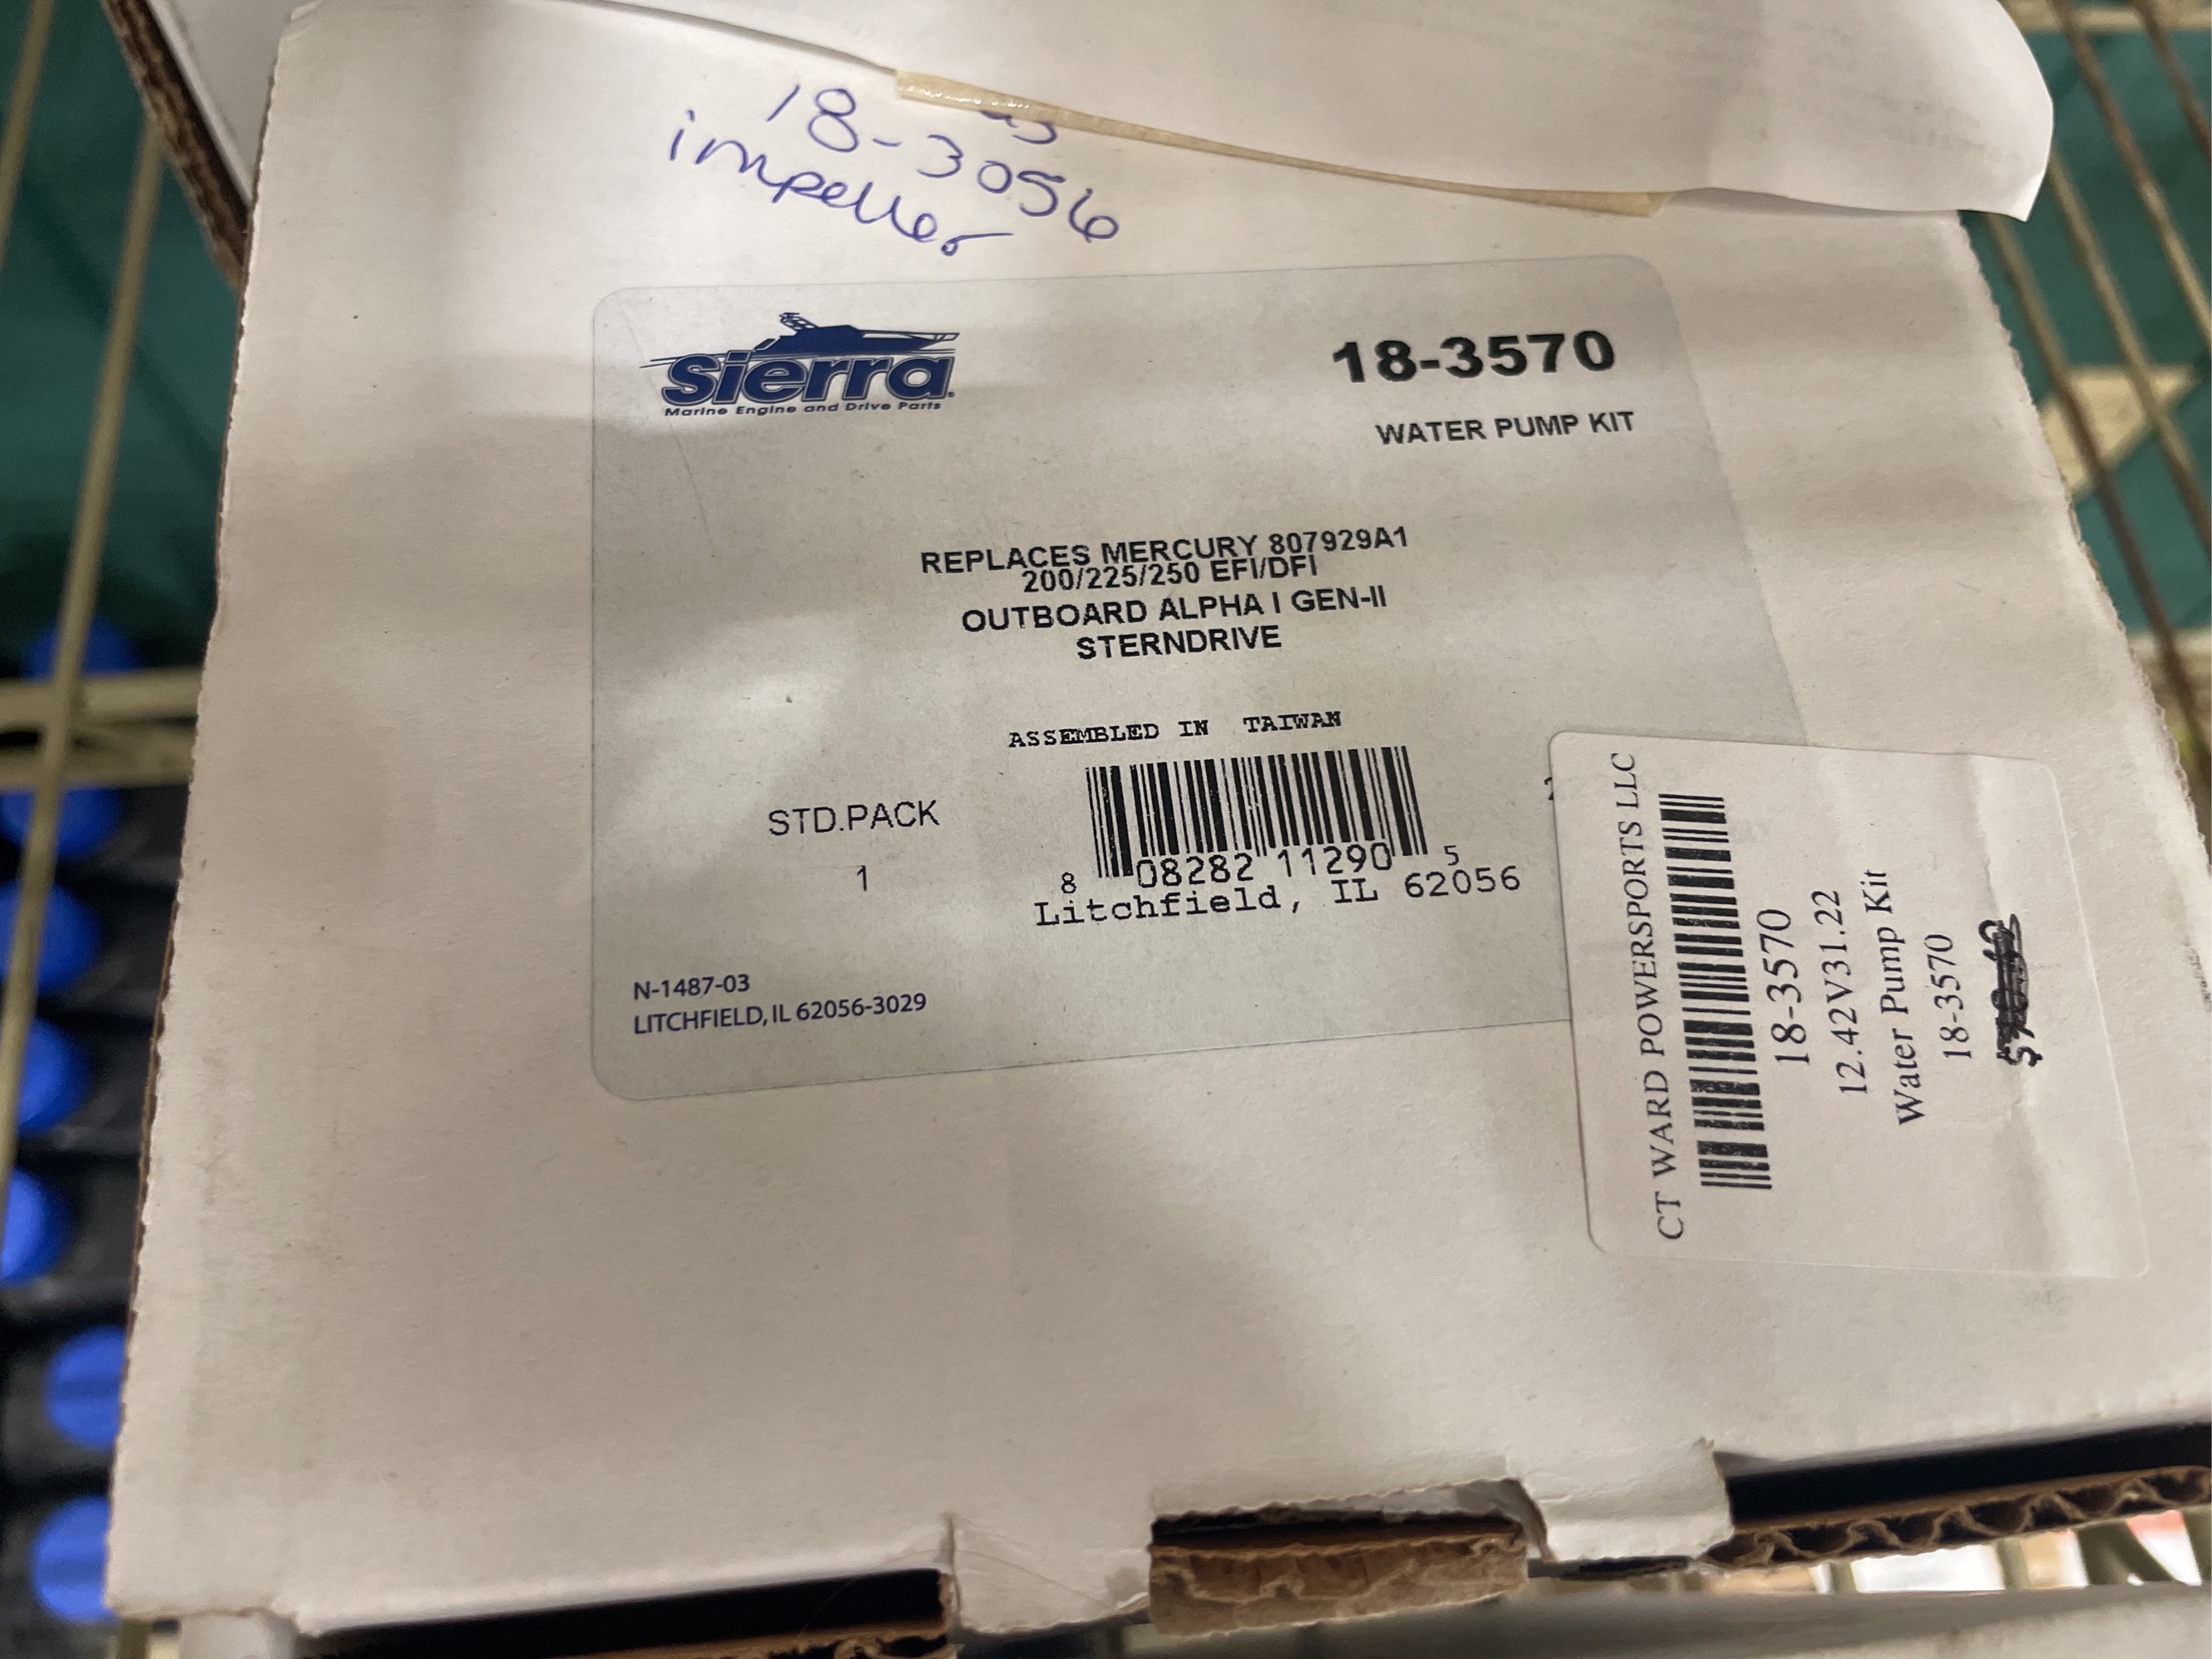 18-3056
impeller
Sierra
Marine Engine and Drive Parts
18-3570
WATER PUMP KIT
REPLACES MERCURY 807929A1
200/225/250 EFI/DFI
OUTBOARD ALPHA I GEN-II
STERNDRIVE
ASSEMBLED IN TAIWAN
STD.PACK
1
8 08282 11290 5
Litchfield, IL 62056
N-1487-03
LITCHFIELD, IL 62056-3029
CT WARD POWERSPORTS LLC
18-3570
12.42V31.22
Water Pump Kit
18-3570